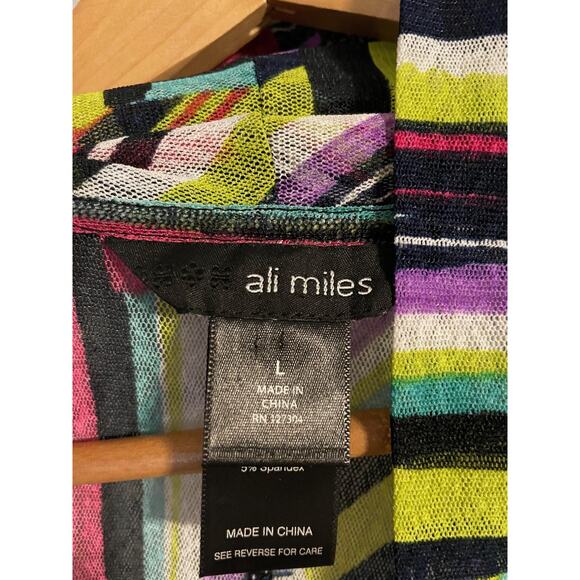 ali miles
L
MADE IN
CHINA
RN 127304
5% Spandex
MADE IN CHINA
SEE REVERSE FOR CARE